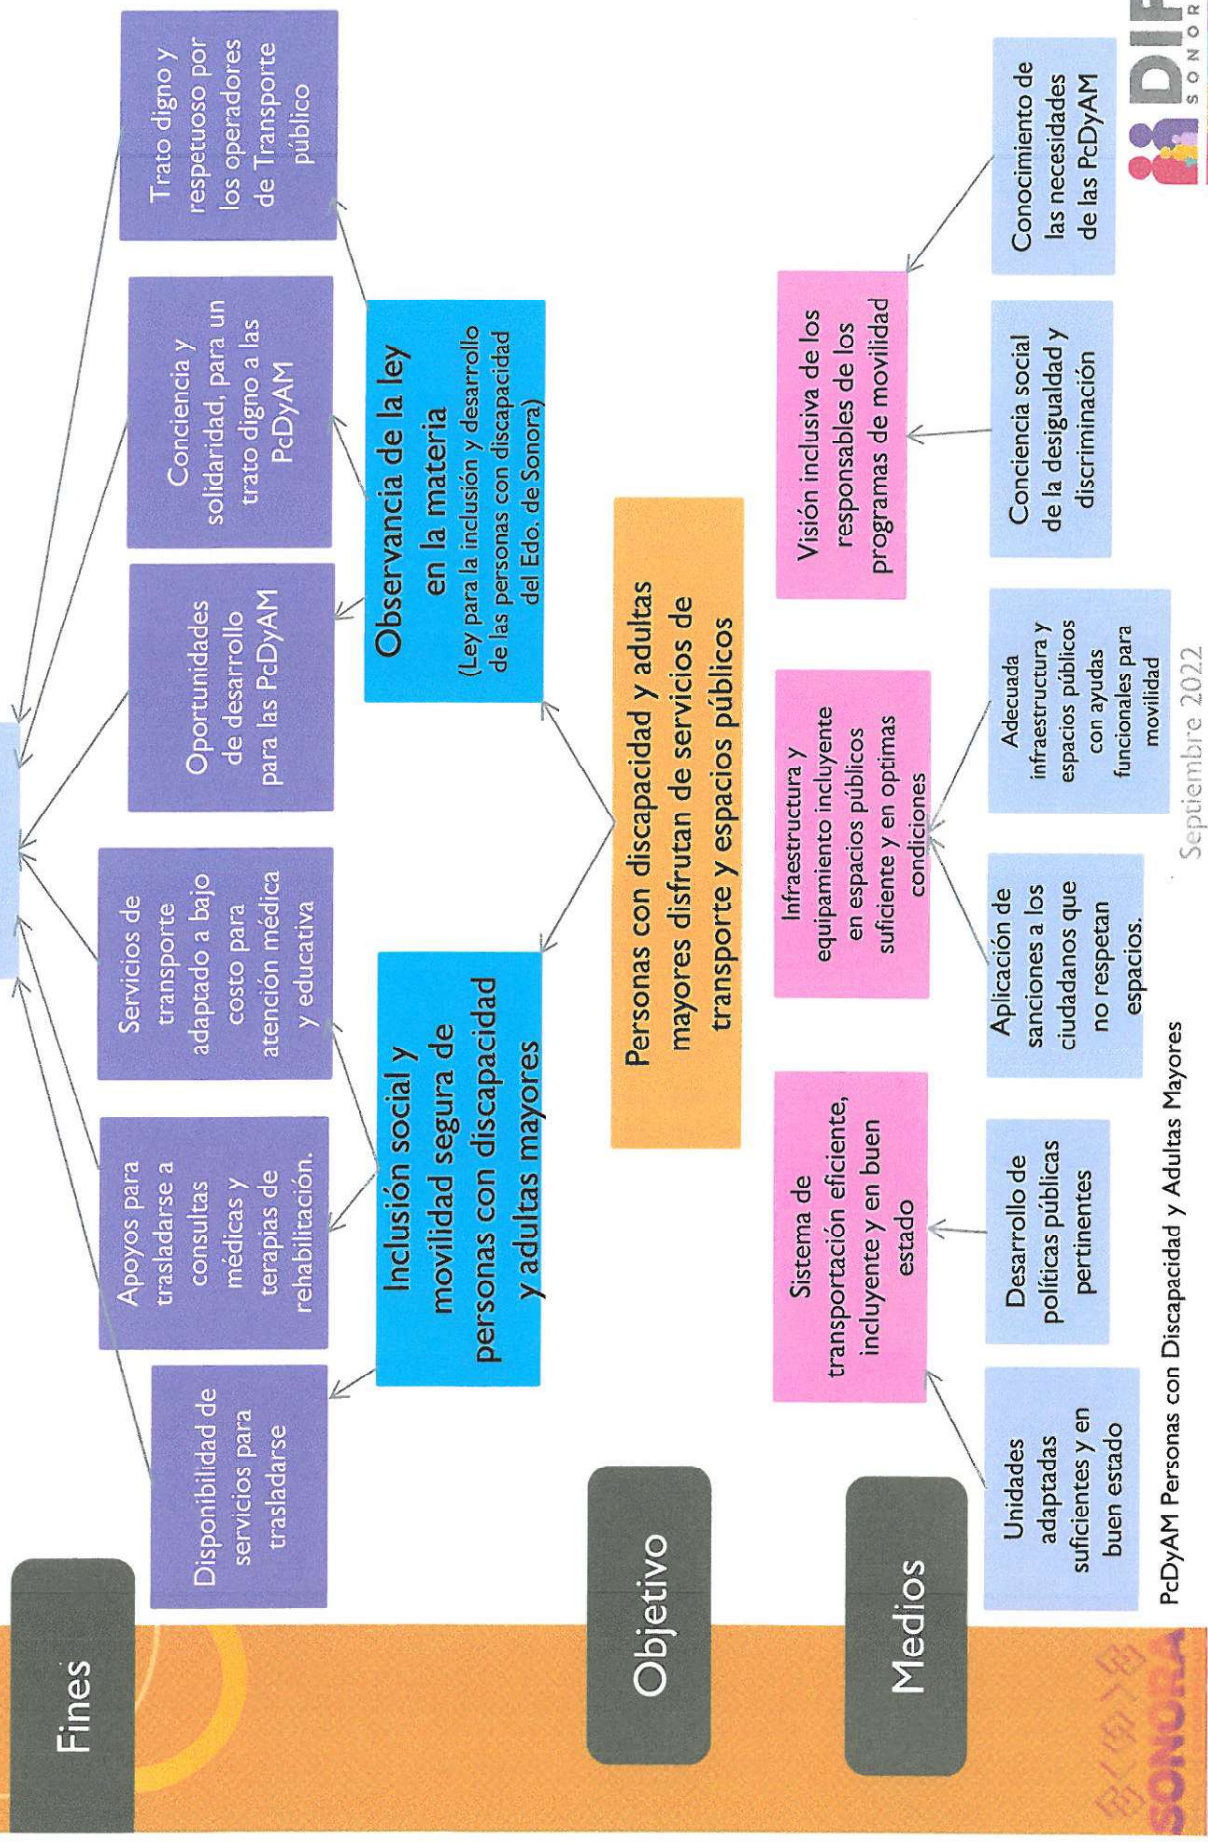 Fines
Disponibilidad de
servicios para
trasladarse
Apoyos para
trasladarse a
consultas
médicas y
terapias de
rehabilitación.
Servicios de
transporte
adaptado a bajo
costo para
atención médica
y educativa
Oportunidades
de desarrollo
para las PcDyAM
Conciencia y
solidaridad, para un
trato digno a las
PcDyAM
Trato digno y
respetuoso por
los operadores
de Transporte
público
Inclusión social y
movilidad segura de
personas con discapacidad
y adultas mayores
Observancia de la ley
en la materia
(Ley para la inclusión y desarrollo
de las personas con discapacidad
del Edo. de Sonora)
Objetivo
Personas con discapacidad y adultas
mayores disfrutan de servicios de
transporte y espacios públicos
Medios
Sistema de
transportación eficiente,
incluyente y en buen
estado
Infraestructura y
equipamiento incluyente
en espacios públicos
suficiente y en optimas
condiciones
Visión inclusiva de los
responsables de los
programas de movilidad
Unidades
adaptadas
suficientes y en
buen estado
Desarrollo de
políticas públicas
pertinentes
Aplicación de
sanciones a los
ciudadanos que
no respetan
espacios.
Adecuada
infraestructura y
espacios públicos
con ayudas
funcionales para
movilidad
Conciencia social
de la desigualdad y
discriminación
Conocimiento de
las necesidades
de las PcDyAM
SONORA
PcDyAM Personas con Discapacidad y Adultas Mayores
Septiembre 2022
DIF
SONOR